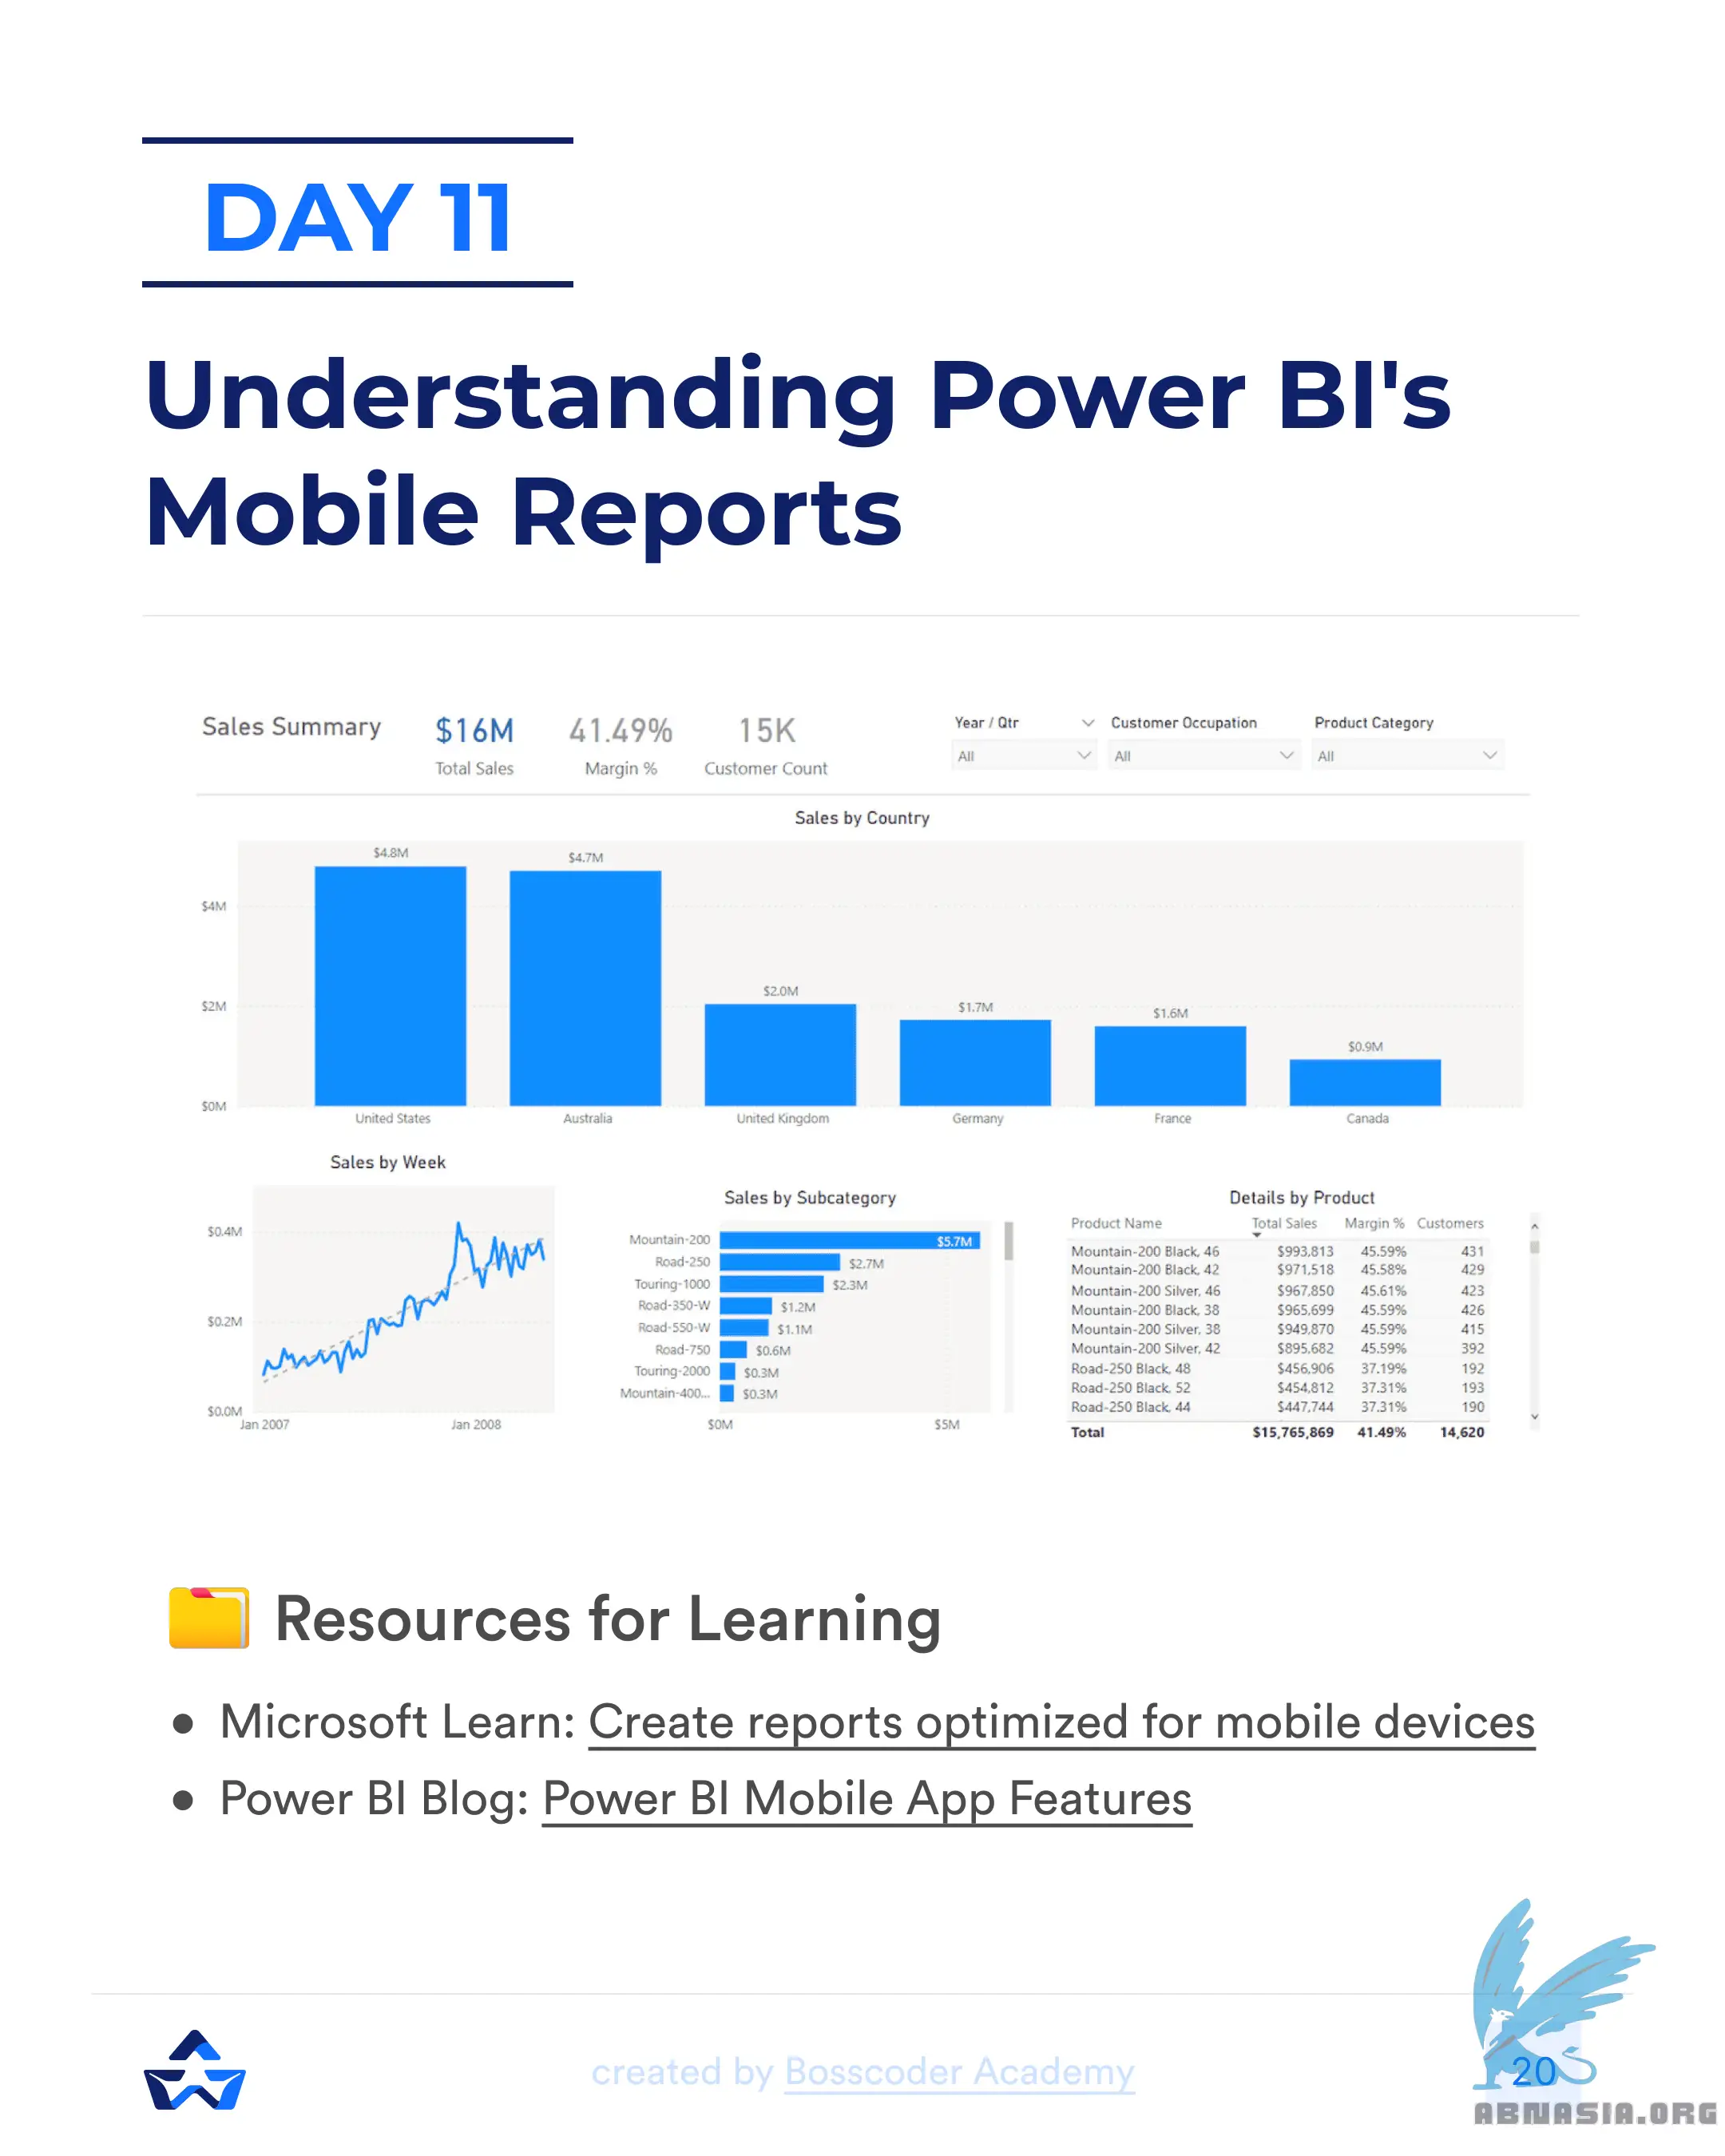 DAY 11
Understanding Power BI's
Mobile Reports
Sales Summary
$16M
Total Sales
41.49%
Margin %
15K
Customer Count
Year / Qtr
All
Customer Occupation
All
Product Category
All
Sales by Country
$4M
$2M
$0M
$4.8M
$4.7M
$2.0M
$1.7M
$1.6M
$0.9M
United States
Australia
United Kingdom
Germany
France
Canada
Sales by Week
$0.4M
$0.2M
$0.0M
Jan 2007
Jan 2008
Sales by Subcategory
Mountain-200 $5.7M
Road-250 $2.7M
Touring-1000 $2.3M
Road-350-W $1.2M
Road-550-W $1.1M
Road-750 $0.6M
Touring-2000 $0.3M
Mountain-400... $0.3M
$0M $5M
Details by Product
Product Name Total Sales Margin % Customers
Mountain-200 Black, 46 $993,813 45.59% 431
Mountain-200 Black, 42 $971,518 45.58% 429
Mountain-200 Silver, 46 $967,850 45.61% 423
Mountain-200 Black, 38 $965,699 45.59% 426
Mountain-200 Silver, 38 $949,870 45.59% 415
Mountain-200 Silver, 42 $895,682 45.59% 392
Road-250 Black, 48 $456,906 37.19% 192
Road-250 Black, 52 $454,812 37.31% 193
Road-250 Black, 44 $447,744 37.31% 190
Total $15,765,869 41.49% 14,620
Resources for Learning
● Microsoft Learn: Create reports optimized for mobile devices
● Power BI Blog: Power BI Mobile App Features
created by Bosscoder Academy
20
ABNASIA.ORG